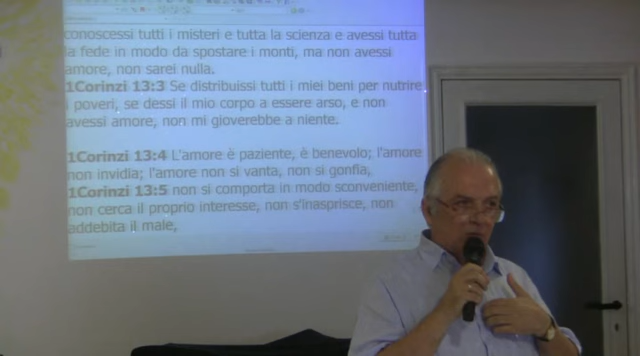 conoscessi tutti i misteri e tutta la scienza e avessi tutta
la fede in modo da spostare i monti, ma non avessi
amore, non sarei nulla.
1Corinzi 13:3 Se distribuissi tutti i miei beni per nutrire
i poveri, se dessi il mio corpo a essere arso, e non
avessi amore, non mi gioverebbe a niente.
1Corinzi 13:4 L'amore è paziente, è benevolo; l'amore
non invidia; l'amore non si vanta, non si gonfia,
1Corinzi 13:5 non si comporta in modo sconveniente,
non cerca il proprio interesse, non s'inasprisce, non
addebita il male,